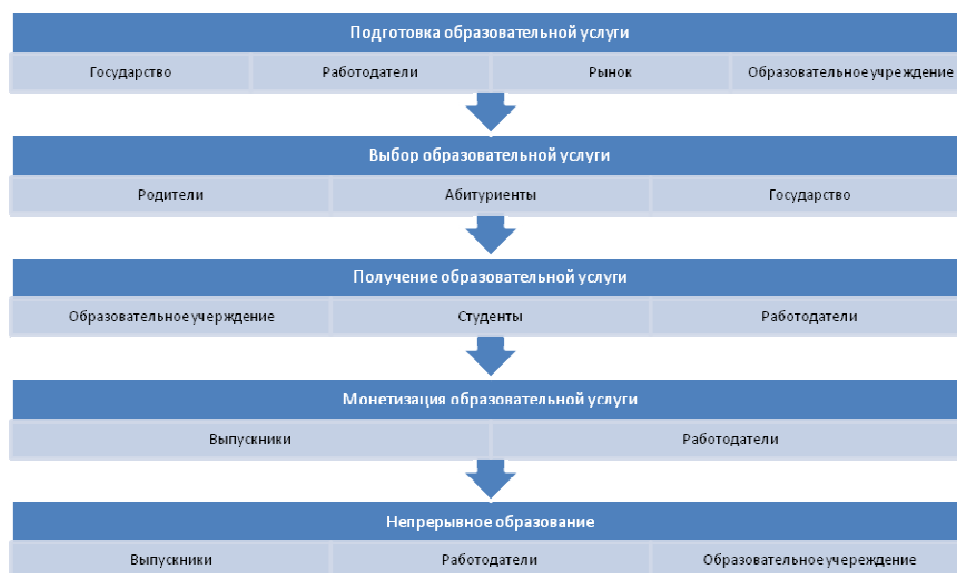 Подготовка образовательной услуги
Государство Работодатели Рынок Образовательное учреждение
Выбор образовательной услуги
Родители Абитуриенты Государство
Получение образовательной услуги
Образовательное учерждение Студенты Работодатели
Монетизация образовательной услуги
Выпускники Работодатели
Непрерывное образование
Выпускники Работодатели Образовательное учереждение